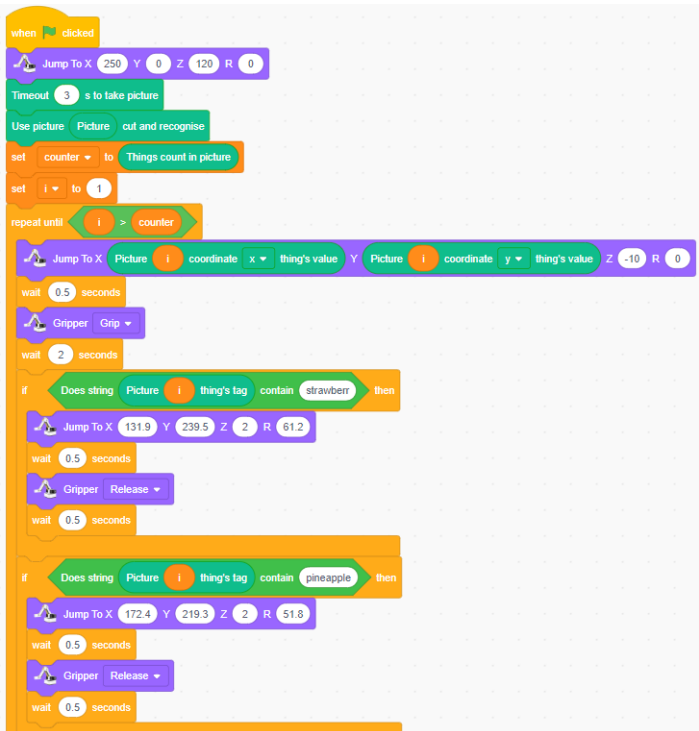 when clicked
Jump To X 250 Y 0 Z 120 R 0
Timeout 3 s to take picture
Use picture Picture cut and recognise
set counter to Things count in picture
set i to 1
repeat until i > counter
Jump To X Picture i coordinate x thing's value Y Picture i coordinate y thing's value Z -10 R 0
wait 0.5 seconds
Gripper Grip
wait 2 seconds
if Does string Picture i thing's tag contain strawberr then
Jump To X 131.9 Y 239.5 Z 2 R 61.2
wait 0.5 seconds
Gripper Release
wait 0.5 seconds
if Does string Picture i thing's tag contain pineapple then
Jump To X 172.4 Y 219.3 Z 2 R 51.8
wait 0.5 seconds
Gripper Release
wait 0.5 seconds